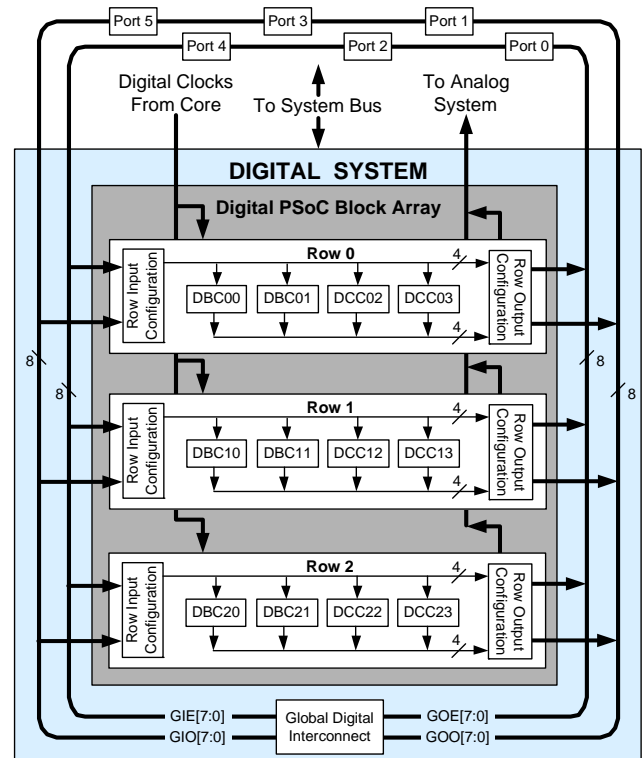 Port 5
Port 3
Port 1
Port 4
Port 2
Port 0
Digital Clocks
From Core
To System Bus
To Analog
System
DIGITAL SYSTEM
Digital PSoC Block Array
Row 0
Row Input
Configuration
4
DBC00
DBC01
DCC02
DCC03
4
Row Output
Configuration
8
8
8
8
Row 1
Row Input
Configuration
4
DBC10
DBC11
DCC12
DCC13
4
Row Output
Configuration
Row 2
Row Input
Configuration
4
DBC20
DBC21
DCC22
DCC23
4
Row Output
Configuration
GIE[7:0]
GIO[7:0]
Global Digital
Interconnect
GOE[7:0]
GOO[7:0]